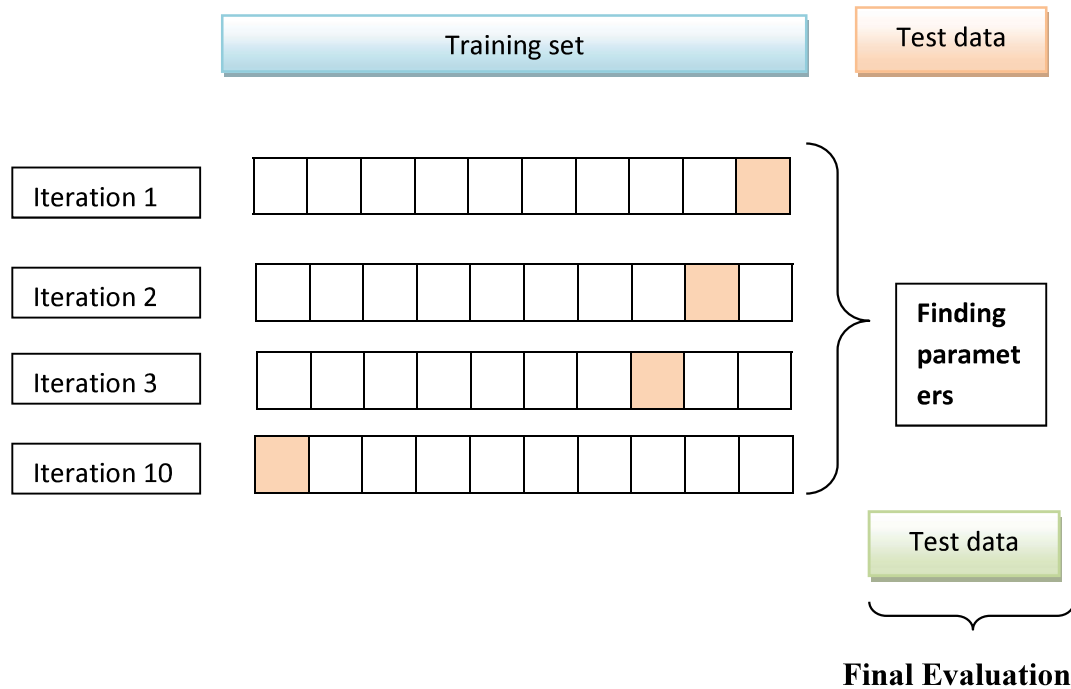 Training set
Test data
Iteration 1
Iteration 2
Iteration 3
Iteration 10
Finding
paramet
ers
Test data
Final Evaluation